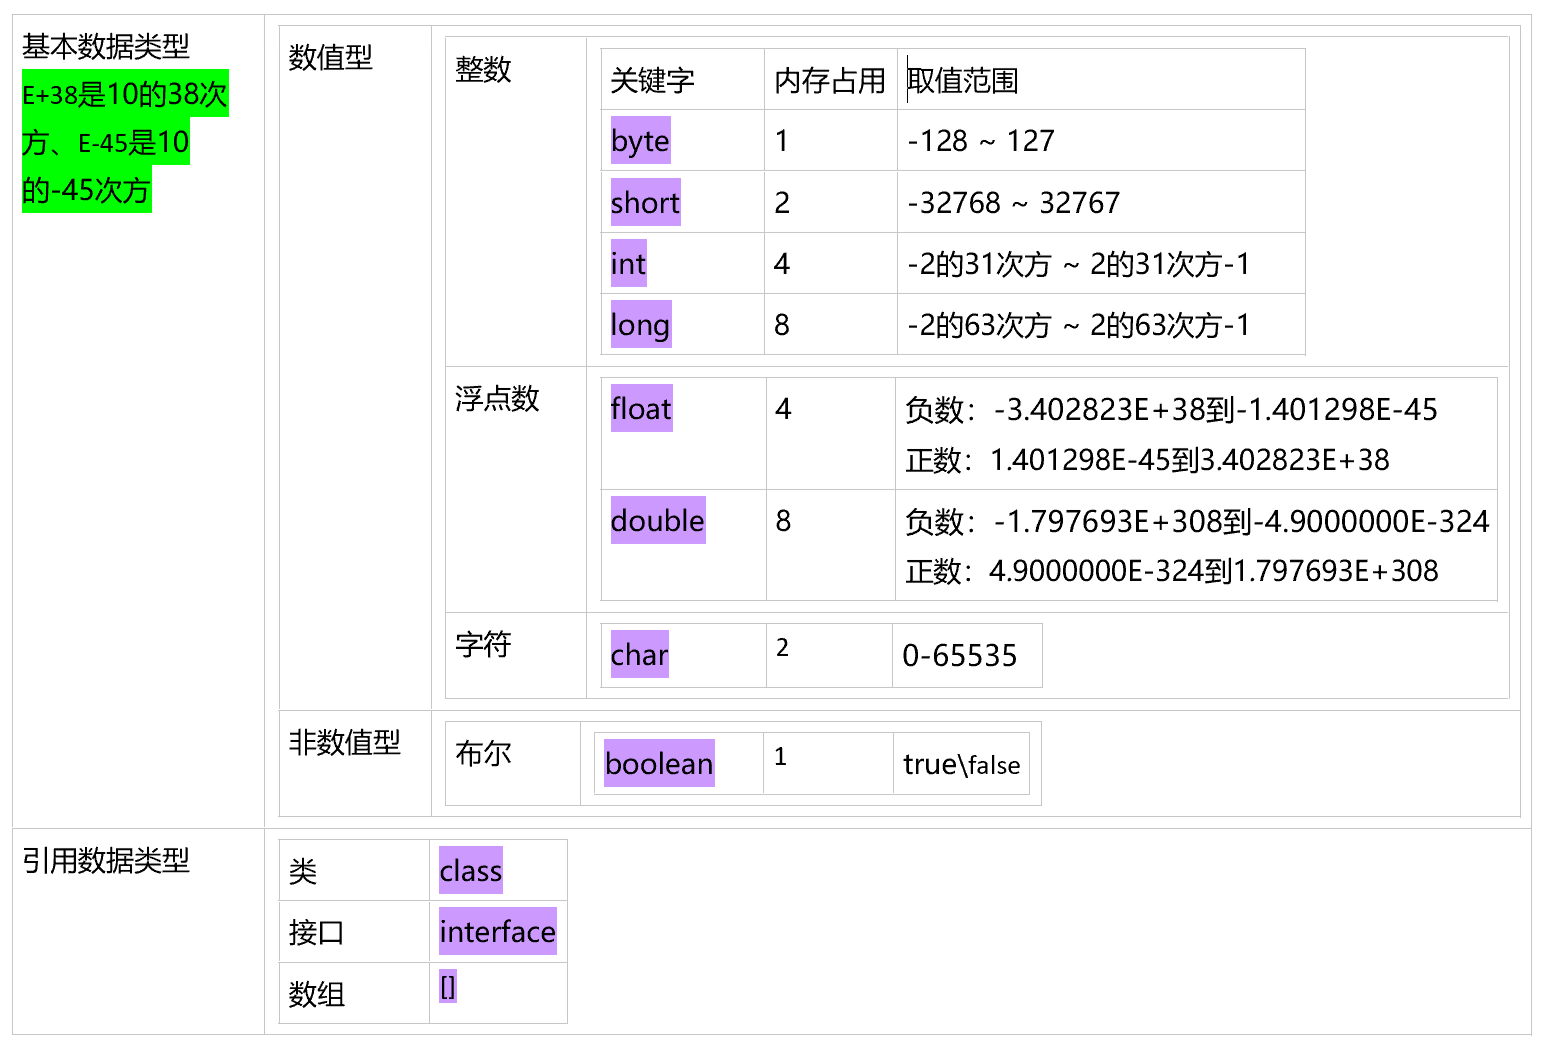 基本数据类型
E+38是10的38次
方、E-45是10
的-45次方
数值型
整数
关键字 内存占用 取值范围
byte 1 -128 ~ 127
short 2 -32768 ~ 32767
int 4 -2的31次方 ~ 2的31次方-1
long 8 -2的63次方 ~ 2的63次方-1
浮点数
float 4 负数：-3.402823E+38到-1.401298E-45
正数：1.401298E-45到3.402823E+38
double 8 负数：-1.797693E+308到-4.9000000E-324
正数：4.9000000E-324到1.797693E+308
字符 char 2 0-65535
非数值型 布尔 boolean 1 true\false
引用数据类型
类 class
接口 interface
数组 []